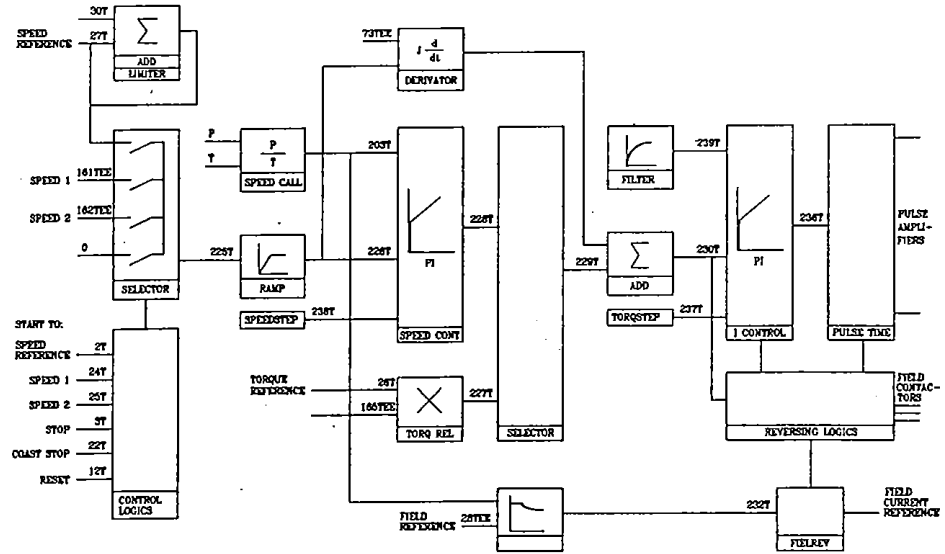 30T
SPEED
REFERENCE
27T
Σ
ADD
LIMITER
73TEE
d
dt
DERIVATOR
P
T
P
T
SPEED CALL
203T
SPEED 1
161TEE
SPEED 2
162TEE
0
SELECTOR
225T
RAMP
226T
SPEEDSTEP
238T
PI
SPEED CONT
228T
229T
FILTER
239T
Σ
ADD
230T
TORQSTEP
237T
PI
I CONTROL
236T
PULSE TIME
PULSE
AMPLI-
FIERS
START TO:
SPEED
REFERENCE
2T
SPEED 1
24T
SPEED 2
25T
STOP
3T
COAST STOP
22T
RESET
12T
CONTROL
LOGICS
TORQUE
REFERENCE
26T
165TEE
TORQ REL
227T
SELECTOR
REVERSING LOGICS
FIELD
CONTAC-
TORS
FIELD
REFERENCE
28TEE
232T
FIELREV
FIELD
CURRENT
REFERENCE